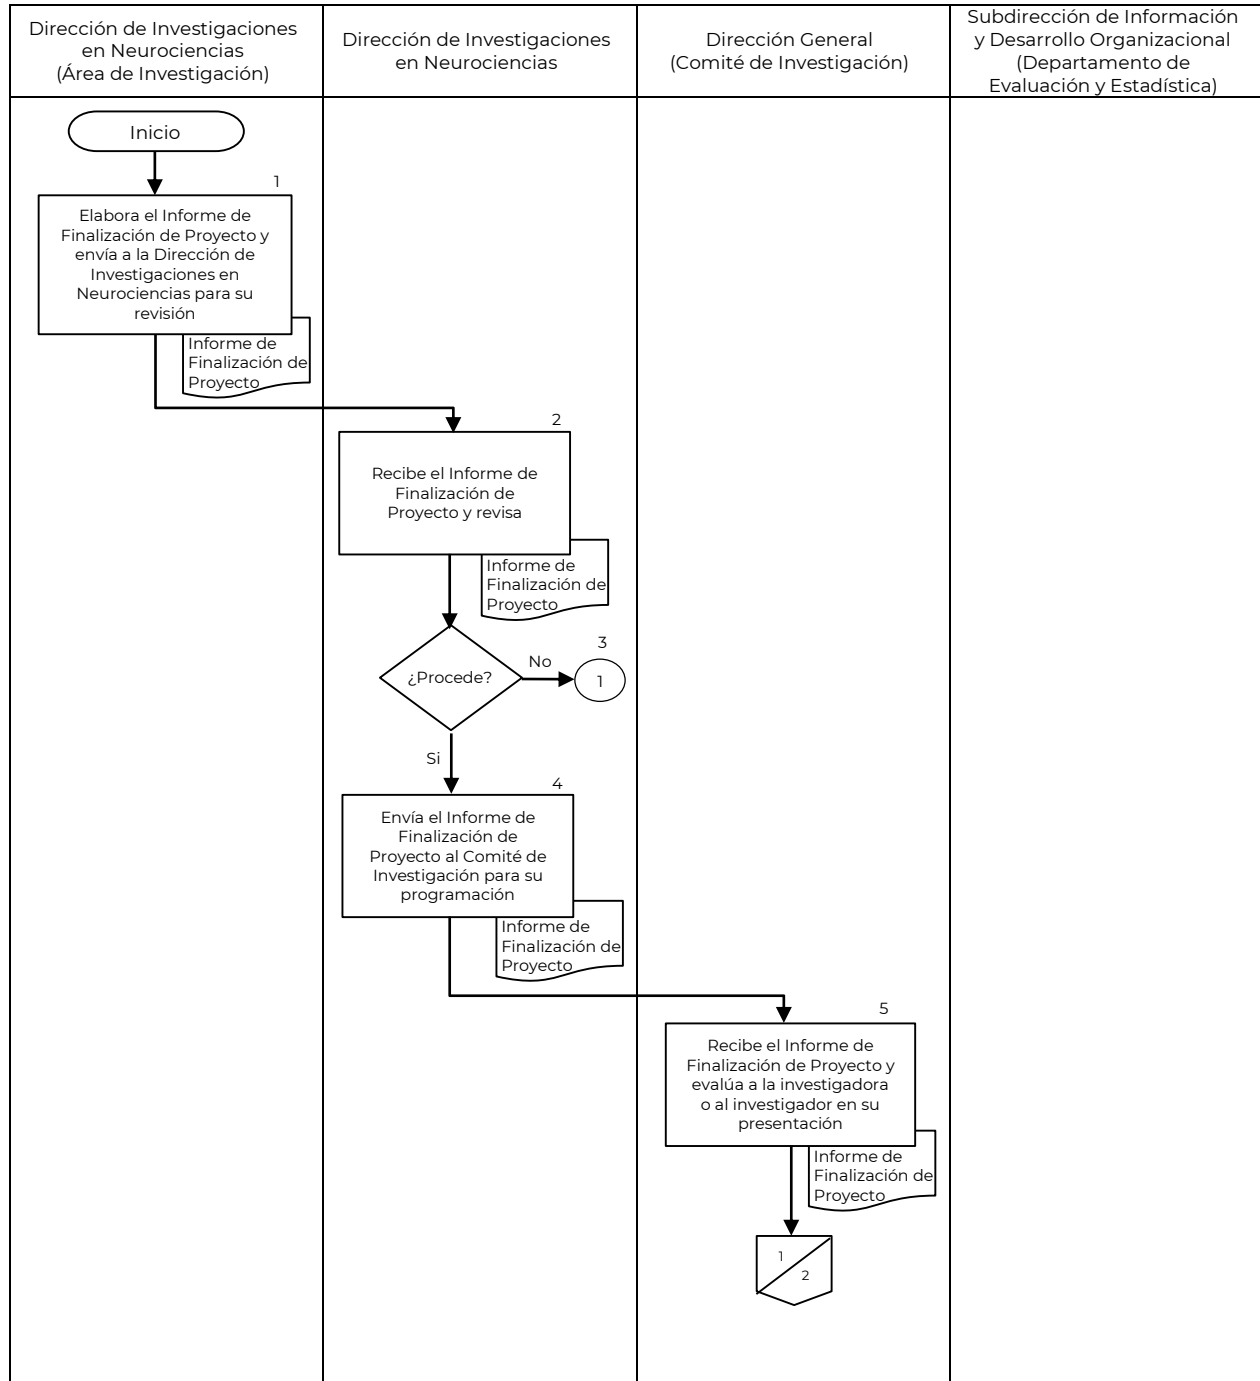 Dirección de Investigaciones
en Neurociencias
(Área de Investigación)
Dirección de Investigaciones
en Neurociencias
Dirección General
(Comité de Investigación)
Subdirección de Información
y Desarrollo Organizacional
(Departamento de
Evaluación y Estadística)
Inicio
1
Elabora el Informe de
Finalización de Proyecto y
envía a la Dirección de
Investigaciones en
Neurociencias para su
revisión
Informe de
Finalización de
Proyecto
2
Recibe el Informe de
Finalización de
Proyecto y revisa
Informe de
Finalización de
Proyecto
¿Procede?
No
3
1
Si
4
Envía el Informe de
Finalización de
Proyecto al Comité de
Investigación para su
programación
Informe de
Finalización de
Proyecto
5
Recibe el Informe de
Finalización de Proyecto y
evalúa a la investigadora
o al investigador en su
presentación
Informe de
Finalización de
Proyecto
1
2